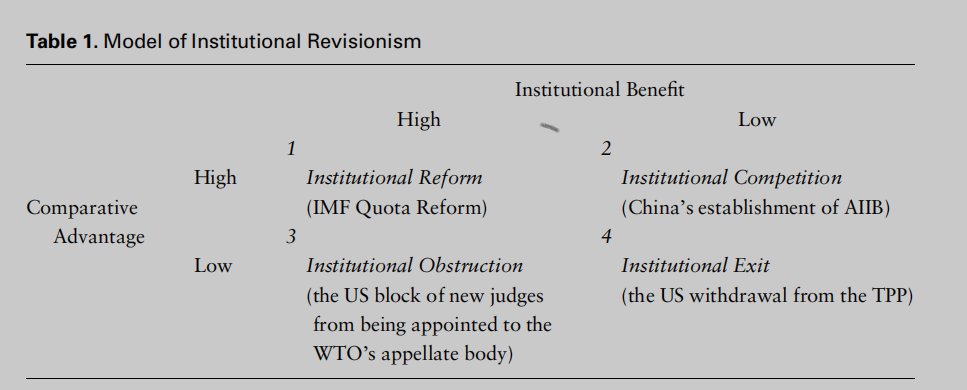 Table 1. Model of Institutional Revisionism
Institutional Benefit
High Low
1 2
High Institutional Reform Institutional Competition
Comparative (IMF Quota Reform) (China’s establishment of AIIB)
Advantage 3 4
Low Institutional Obstruction Institutional Exit
(the US block of new judges (the US withdrawal from the TPP)
from being appointed to the
WTO’s appellate body)